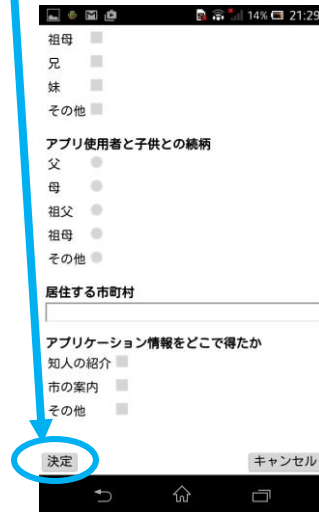 14% 21:29
祖母
兄
妹
その他
アプリ使用者と子供との続柄
父
母
祖父
祖母
その他
居住する市町村
アプリケーション情報をどこで得たか
知人の紹介
市の案内
その他
決定 キャンセル